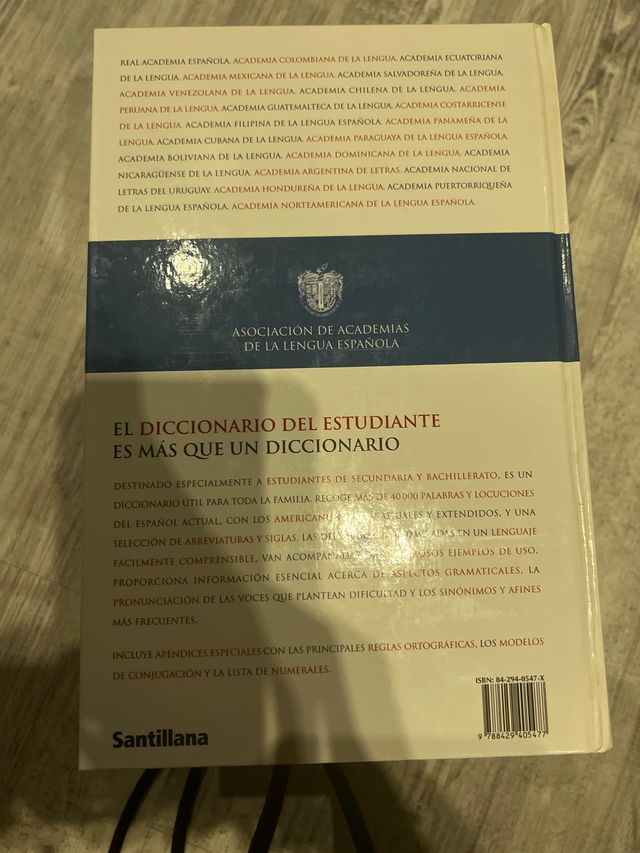 REAL ACADEMIA ESPAÑOLA. ACADEMIA COLOMBIANA DE LA LENGUA. ACADEMIA ECUATORIANA
DE LA LENGUA. ACADEMIA MEXICANA DE LA LENGUA. ACADEMIA SALVADOREÑA DE LA LENGUA.
ACADEMIA VENEZOLANA DE LA LENGUA. ACADEMIA CHILENA DE LA LENGUA. ACADEMIA
PERUANA DE LA LENGUA. ACADEMIA GUATEMALTECA DE LA LENGUA. ACADEMIA COSTARRICENSE
DE LA LENGUA. ACADEMIA FILIPINA DE LA LENGUA ESPAÑOLA. ACADEMIA PANAMEÑA DE LA
LENGUA. ACADEMIA CUBANA DE LA LENGUA. ACADEMIA PARAGUAYA DE LA LENGUA ESPAÑOLA.
ACADEMIA BOLIVIANA DE LA LENGUA. ACADEMIA DOMINICANA DE LA LENGUA. ACADEMIA
NICARAGÜENSE DE LA LENGUA. ACADEMIA ARGENTINA DE LETRAS. ACADEMIA NACIONAL DE
LETRAS DEL URUGUAY. ACADEMIA HONDUREÑA DE LA LENGUA. ACADEMIA PUERTORRIQUEÑA
DE LA LENGUA ESPAÑOLA. ACADEMIA NORTEAMERICANA DE LA LENGUA ESPAÑOLA.
ASOCIACIÓN DE ACADEMIAS
DE LA LENGUA ESPAÑOLA
EL DICCIONARIO DEL ESTUDIANTE
ES MÁS QUE UN DICCIONARIO
DESTINADO ESPECIALMENTE A ESTUDIANTES DE SECUNDARIA Y BACHILLERATO, ES UN
DICCIONARIO ÚTIL PARA TODA LA FAMILIA. RECOGE MÁS DE 40 000 PALABRAS Y LOCUCIONES
DEL ESPAÑOL ACTUAL, CON LOS Y EXTENDIDOS, Y UNA
SELECCIÓN DE ABREVIATURAS Y SIGLAS. LAS EN UN LENGUAJE
FÁCILMENTE COMPRENSIBLE, VAN EJEMPLOS DE USO.
PROPORCIONA INFORMACIÓN ESENCIAL ACERCA DE ASPECTOS GRAMATICALES, LA
PRONUNCIACIÓN DE LAS VOCES QUE PLANTEAN DIFICULTAD Y LOS SINÓNIMOS Y AFINES
MÁS FRECUENTES.
INCLUYE APÉNDICES ESPECIALES CON LAS PRINCIPALES REGLAS ORTOGRÁFICAS, LOS MODELOS
DE CONJUGACIÓN Y LA LISTA DE NUMERALES.
ISBN: 84-294-0547-X
9 788429 405477
Santillana